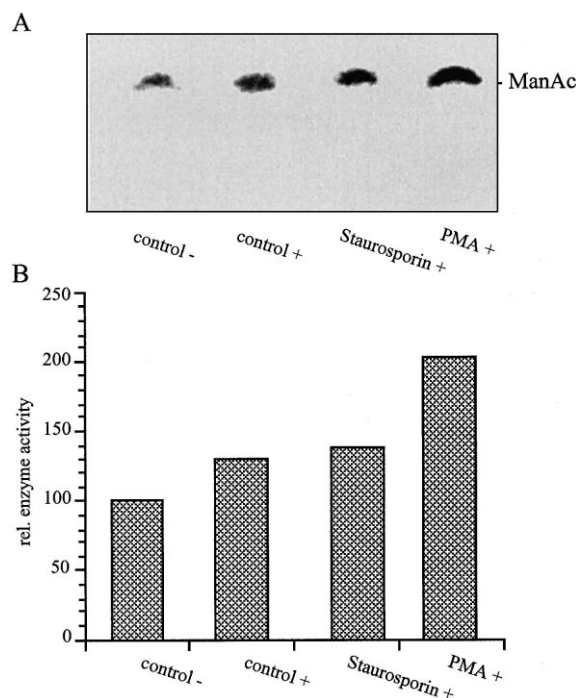 A
ManAc
control -
control +
Staurosporin +
PMA +
B
250
200
150
100
50
0
rel. enzyme activity
control -
control +
Staurosporin +
PMA +